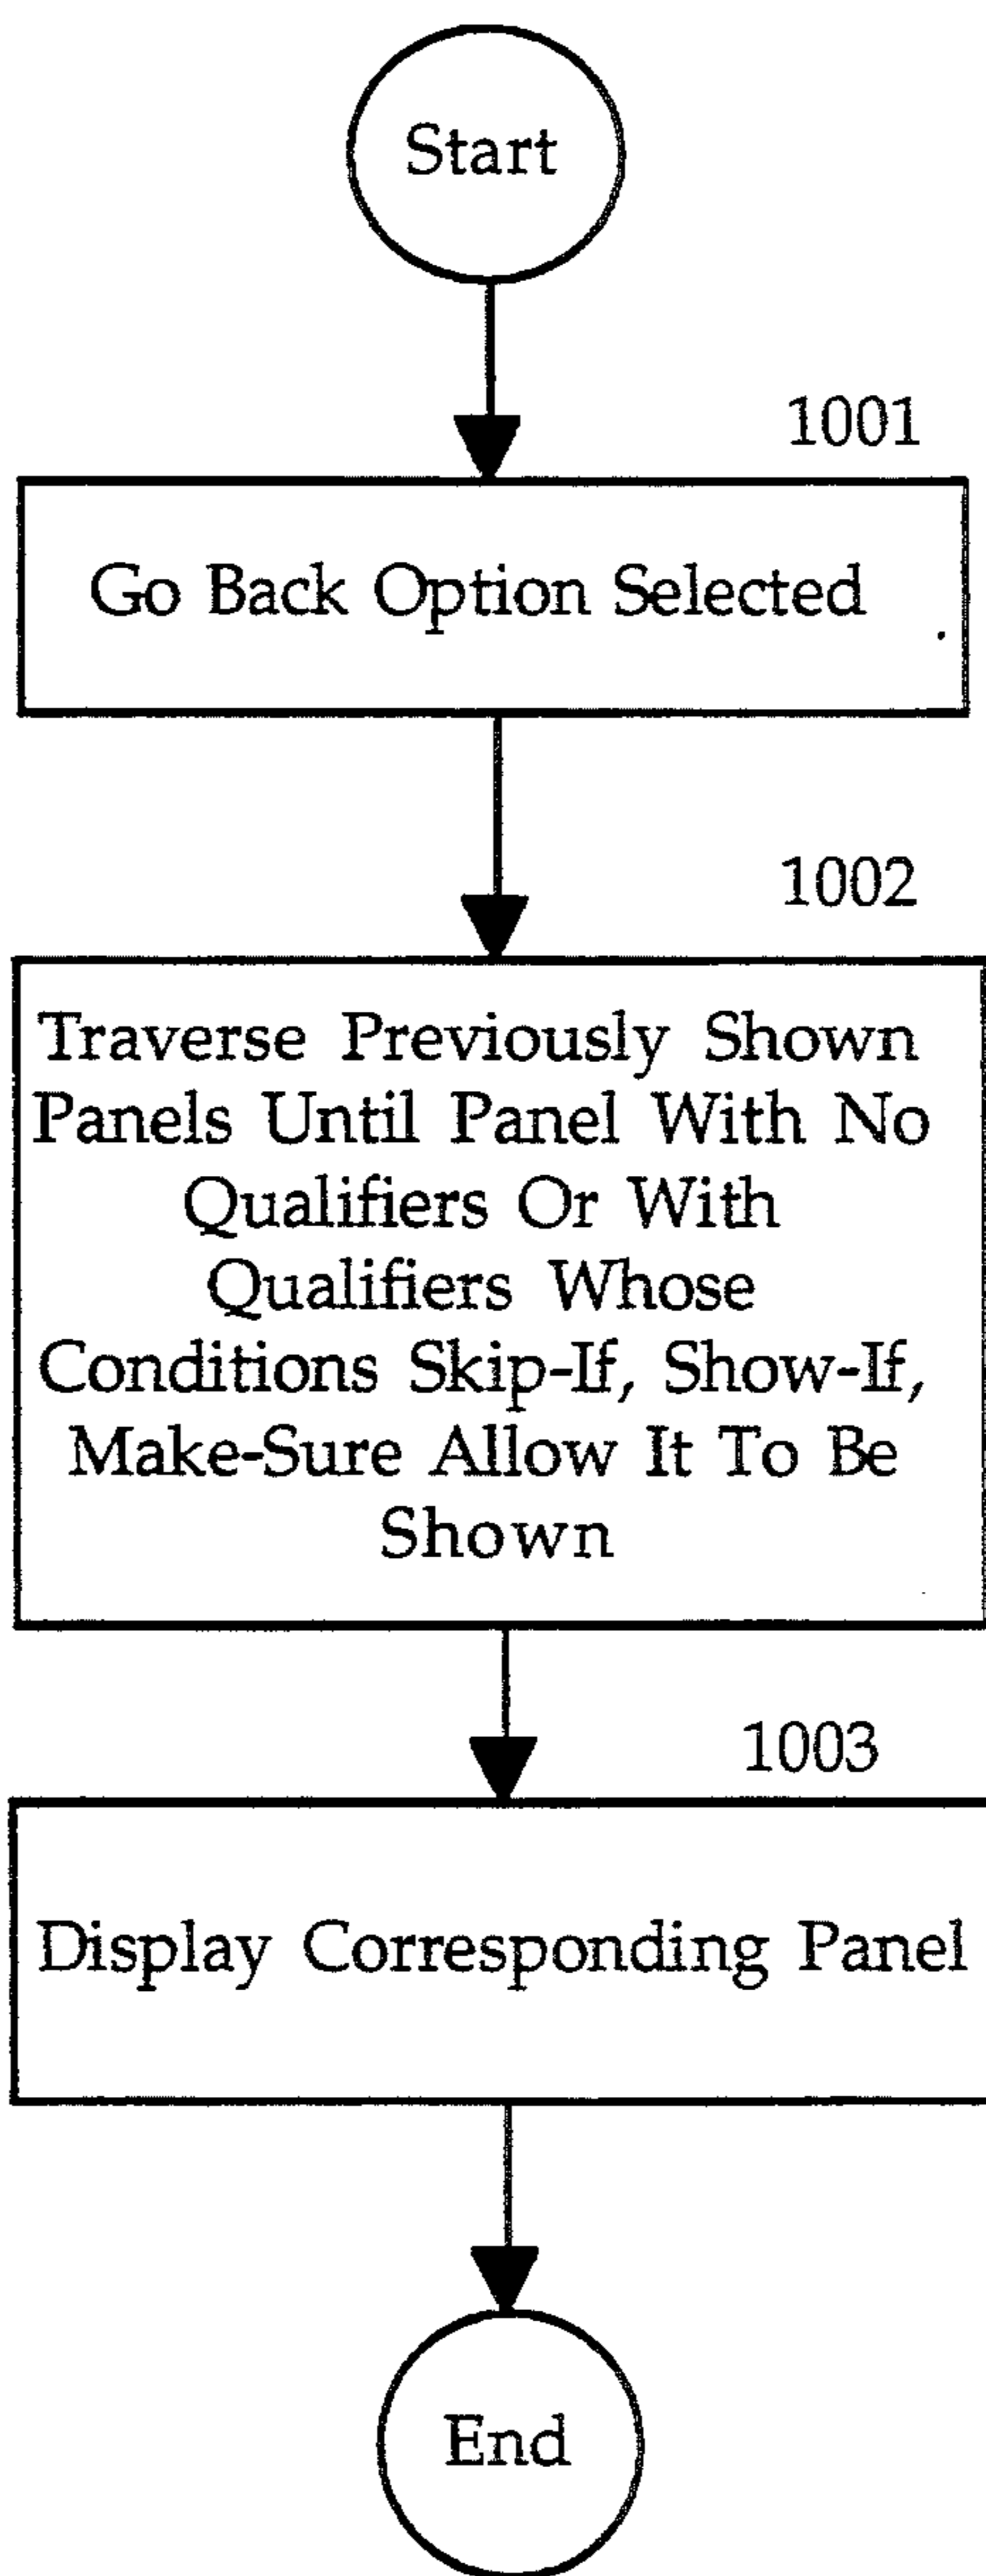 Start
1001
Go Back Option Selected
1002
Traverse Previously Shown
Panels Until Panel With No
Qualifiers Or With
Qualifiers Whose
Conditions Skip-If, Show-If,
Make-Sure Allow It To Be
Shown
1003
Display Corresponding Panel
End